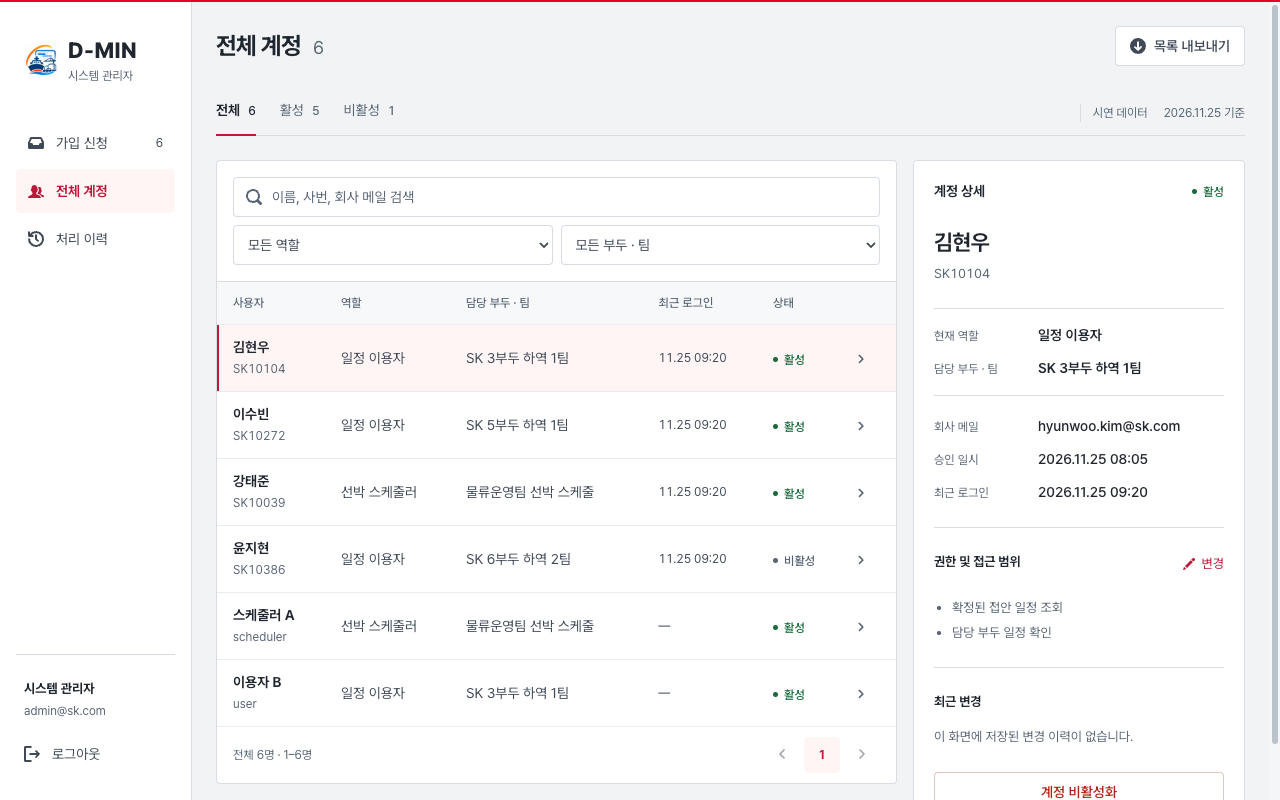 D-MIN
시스템 관리자
가입 신청 6
전체 계정
처리 이력
시스템 관리자
admin@sk.com
로그아웃
전체 계정 6
목록 내보내기
전체 6 활성 5 비활성 1
시연 데이터 2026.11.25 기준
이름, 사번, 회사 메일 검색
모든 역할 모든 부두 · 팀
사용자 역할 담당 부두 · 팀 최근 로그인 상태
김현우
SK10104
일정 이용자 SK 3부두 하역 1팀 11.25 09:20 활성
이수빈
SK10272
일정 이용자 SK 5부두 하역 1팀 11.25 09:20 활성
강태준
SK10039
선박 스케줄러 물류운영팀 선박 스케줄 11.25 09:20 활성
윤지현
SK10386
일정 이용자 SK 6부두 하역 2팀 11.25 09:20 비활성
스케줄러 A
scheduler
선박 스케줄러 물류운영팀 선박 스케줄 — 활성
이용자 B
user
일정 이용자 SK 3부두 하역 1팀 — 활성
전체 6명 · 1–6명
1
계정 상세 활성
김현우
SK10104
현재 역할 일정 이용자
담당 부두 · 팀 SK 3부두 하역 1팀
회사 메일 hyunwoo.kim@sk.com
승인 일시 2026.11.25 08:05
최근 로그인 2026.11.25 09:20
권한 및 접근 범위 변경
• 확정된 접안 일정 조회
• 담당 부두 일정 확인
최근 변경
이 화면에 저장된 변경 이력이 없습니다.
계정 비활성화